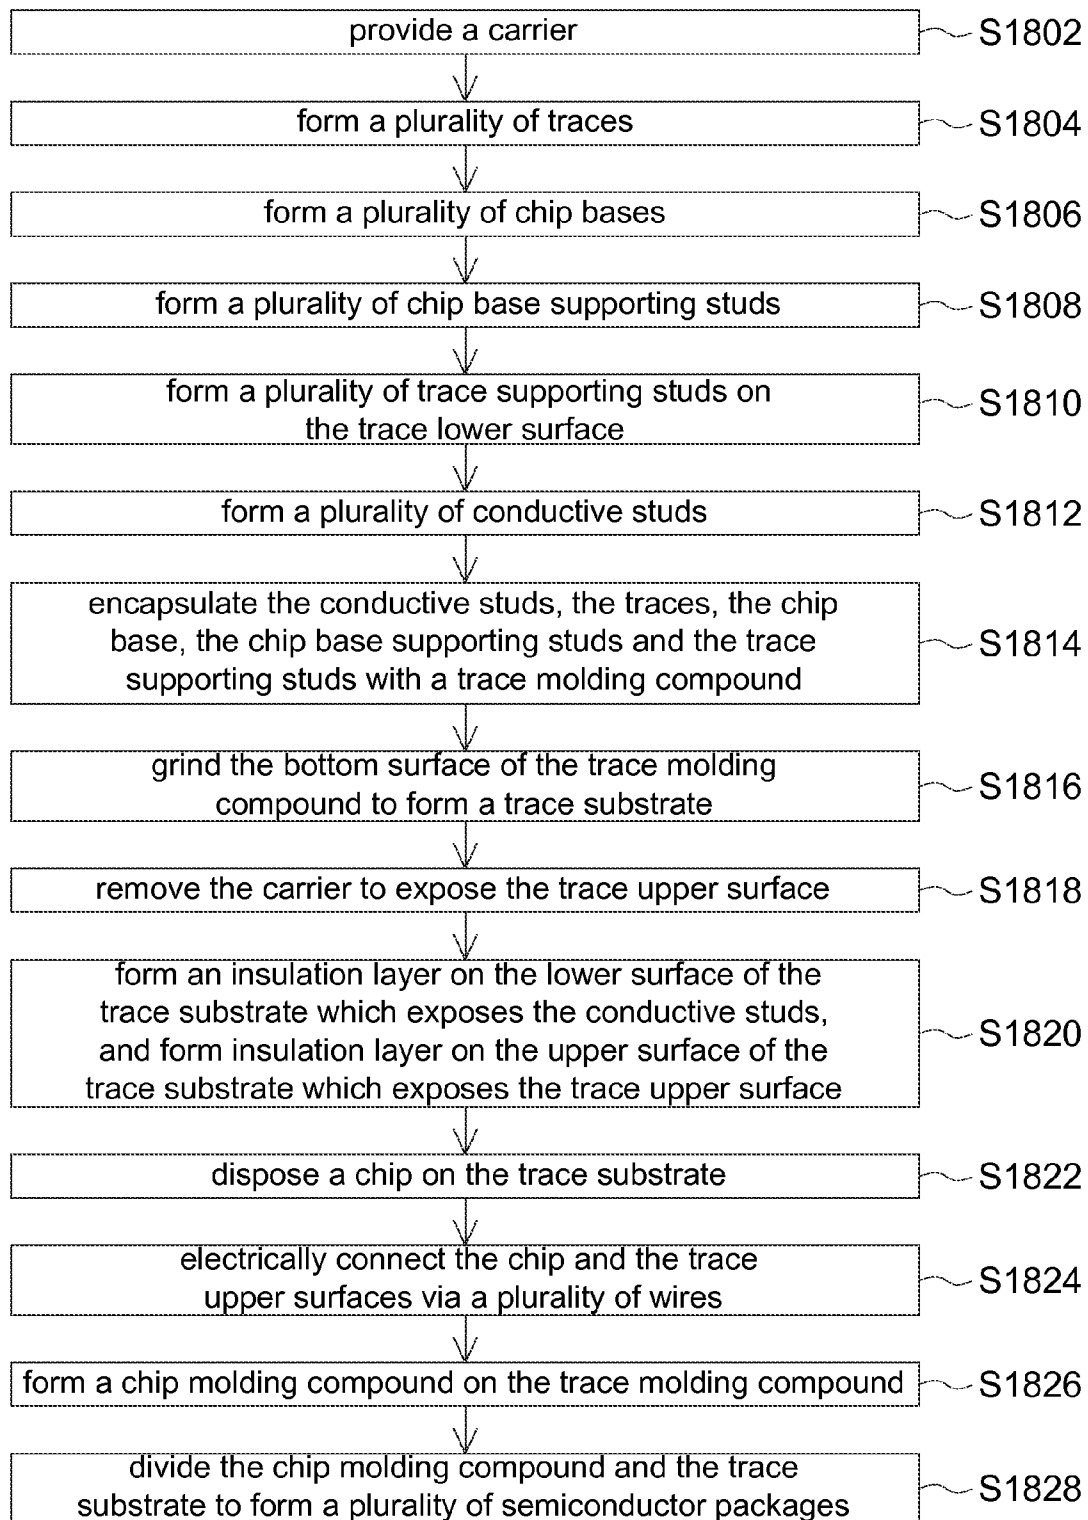 provide a carrier
S1802
form a plurality of traces
S1804
form a plurality of chip bases
S1806
form a plurality of chip base supporting studs
S1808
form a plurality of trace supporting studs on
the trace lower surface
S1810
form a plurality of conductive studs
S1812
encapsulate the conductive studs, the traces, the chip
base, the chip base supporting studs and the trace
supporting studs with a trace molding compound
S1814
grind the bottom surface of the trace molding
compound to form a trace substrate
S1816
remove the carrier to expose the trace upper surface
S1818
form an insulation layer on the lower surface of the
trace substrate which exposes the conductive studs,
and form insulation layer on the upper surface of the
trace substrate which exposes the trace upper surface
S1820
dispose a chip on the trace substrate
S1822
electrically connect the chip and the trace
upper surfaces via a plurality of wires
S1824
form a chip molding compound on the trace molding compound
S1826
divide the chip molding compound and the trace
substrate to form a plurality of semiconductor packages
S1828